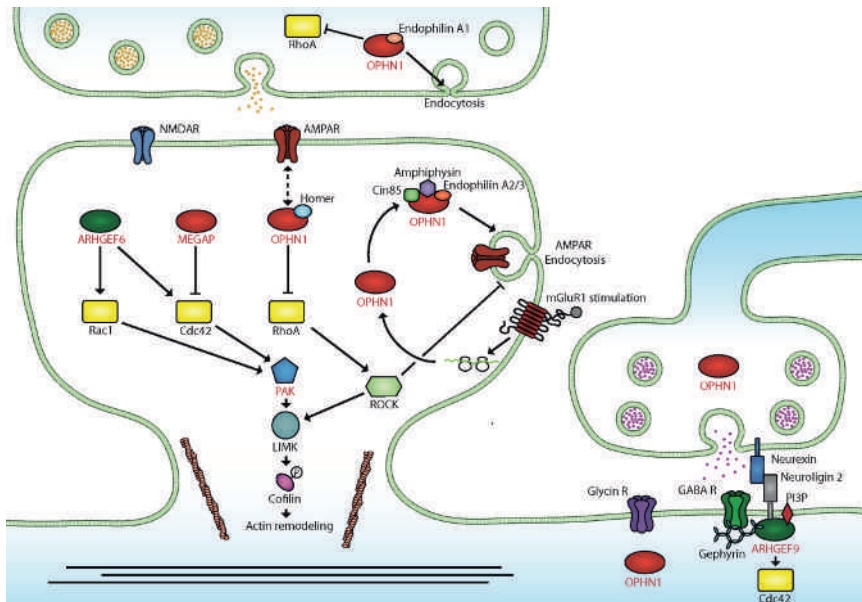 Endophilin A1
RhoA
OPHN1
Endocytosis
NMDAR
AMPAR
Amphiphysin
Cin85
Endophilin A2/3
Homer
OPHN1
ARHGEF6
MEGAP
OPHN1
AMPAR
Endocytosis
OPHN1
mGluR1 stimulation
Rac1
Cdc42
RhoA
OPHN1
PAK
ROCK
LIMK
P
Cofilin
Actin remodeling
Neurexin
Neuroligin 2
Glycin R
GABA R
PI3P
Gephyrin
ARHGEF9
OPHN1
Cdc42